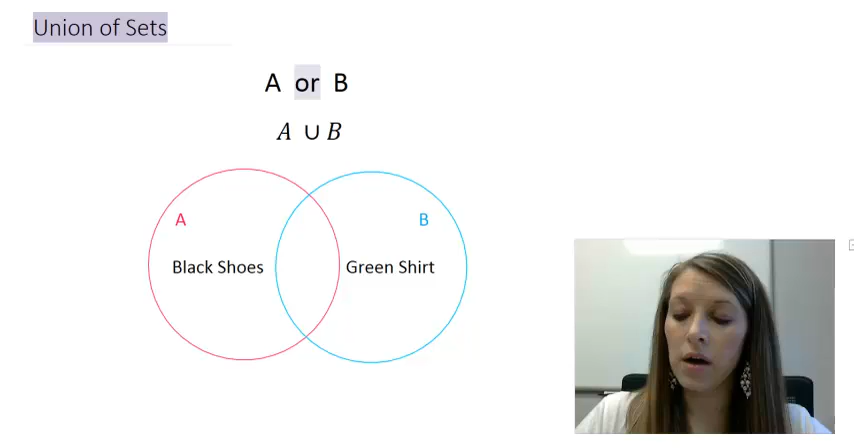 Union of Sets
A or B
A ∪ B
A
B
Black Shoes
Green Shirt